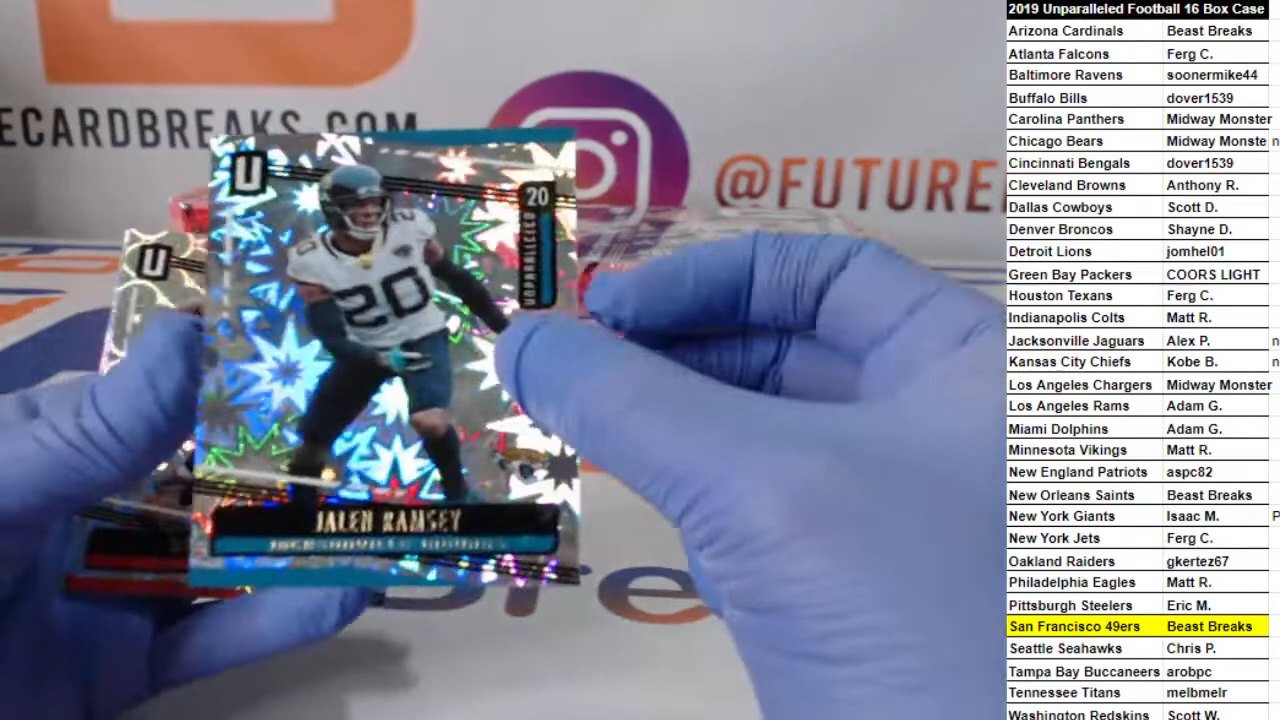 ECARDBREAKS.COM
@FUTURE
U
U
20
UNPARALLELED
20
20
JALEN RAMSEY
JACKSONVILLE JAGUARS
re
2019 Unparalleled Football 16 Box Case
Arizona Cardinals Beast Breaks
Atlanta Falcons Ferg C.
Baltimore Ravens soonermike44
Buffalo Bills dover1539
Carolina Panthers Midway Monster
Chicago Bears Midway Monste n
Cincinnati Bengals dover1539
Cleveland Browns Anthony R.
Dallas Cowboys Scott D.
Denver Broncos Shayne D.
Detroit Lions jomhel01
Green Bay Packers COORS LIGHT
Houston Texans Ferg C.
Indianapolis Colts Matt R.
Jacksonville Jaguars Alex P. n
Kansas City Chiefs Kobe B. n
Los Angeles Chargers Midway Monster
Los Angeles Rams Adam G.
Miami Dolphins Adam G.
Minnesota Vikings Matt R.
New England Patriots aspc82
New Orleans Saints Beast Breaks
New York Giants Isaac M. P
New York Jets Ferg C.
Oakland Raiders gkertez67
Philadelphia Eagles Matt R.
Pittsburgh Steelers Eric M.
San Francisco 49ers Beast Breaks
Seattle Seahawks Chris P.
Tampa Bay Buccaneers arobpc
Tennessee Titans melbmelr
Washington Redskins Scott W.